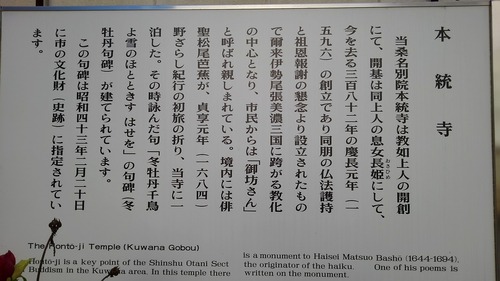 本統寺
当桑名別院本統寺は教如上人の開創
にて、開基は同上人の息女長姫にして、
おさひめ
今を去る三百八十二年の慶長元年（一
五九六）の創立であり同朋の仏法護持
と祖恩報謝の懇念より設立されたもの
で爾来伊勢尾張美濃三国に跨がる教化
の中心となり、市民からは「御坊さん」
と呼ばれ親しまれている。境内には俳
聖松尾芭蕉が、貞享元年（一六八四）
野ざらし紀行の初旅の折り、当寺に一
泊した。その時詠んだ句「冬牡丹千鳥
よ雪のほとゝきす はせを」の句碑（冬
牡丹句碑）が建てられています。
この句碑は昭和四十三年二月二十日
に市の文化財（史跡）に指定されてい
ます。
The Honto-ji Temple (Kuwana Gobou)
Honto-ji is a key point of the Shinshu Otani Sect
Buddism in the Kuwana area. In this temple there
is a monument to Haisei Matsuo Bashō (1644-1694),
the originator of the haiku. One of his poems is
written on the monument.